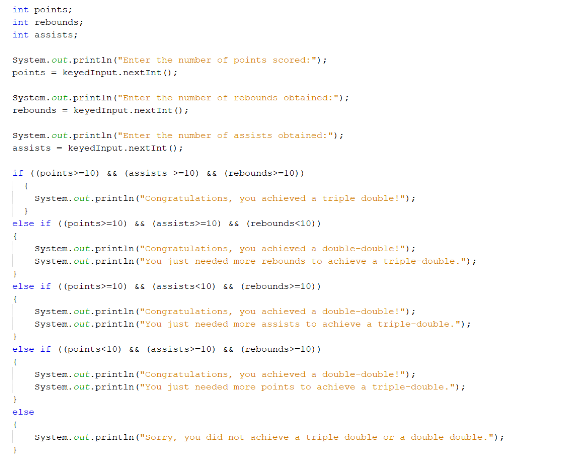 int points;
int rebounds;
int assists;
System.out.println("Enter the number of points scored:");
points = keyedInput.nextInt();
System.out.println("Enter the number of rebounds obtained:");
rebounds = keyedInput.nextInt();
System.out.println("Enter the number of assists obtained:");
assists = keyedInput.nextInt();
if ((points>=10) && (assists >=10) && (rebounds>=10))
{
System.out.println("Congratulations, you achieved a triple double!");
}
else if ((points>=10) && (assists>=10) && (rebounds<10))
{
System.out.println("Congratulations, you achieved a double-double!");
System.out.println("You just needed more rebounds to achieve a triple double.");
}
else if ((points>=10) && (assists<10) && (rebounds>=10))
{
System.out.println("Congratulations, you achieved a double-double!");
System.out.println("You just needed more assists to achieve a triple-double.");
}
else if ((points<10) && (assists>=10) && (rebounds>=10))
{
System.out.println("Congratulations, you achieved a double-double!");
System.out.println("You just needed more points to achieve a triple-double.");
}
else
{
System.out.println("Sorry, you did not achieve a triple double or a double double.");
}